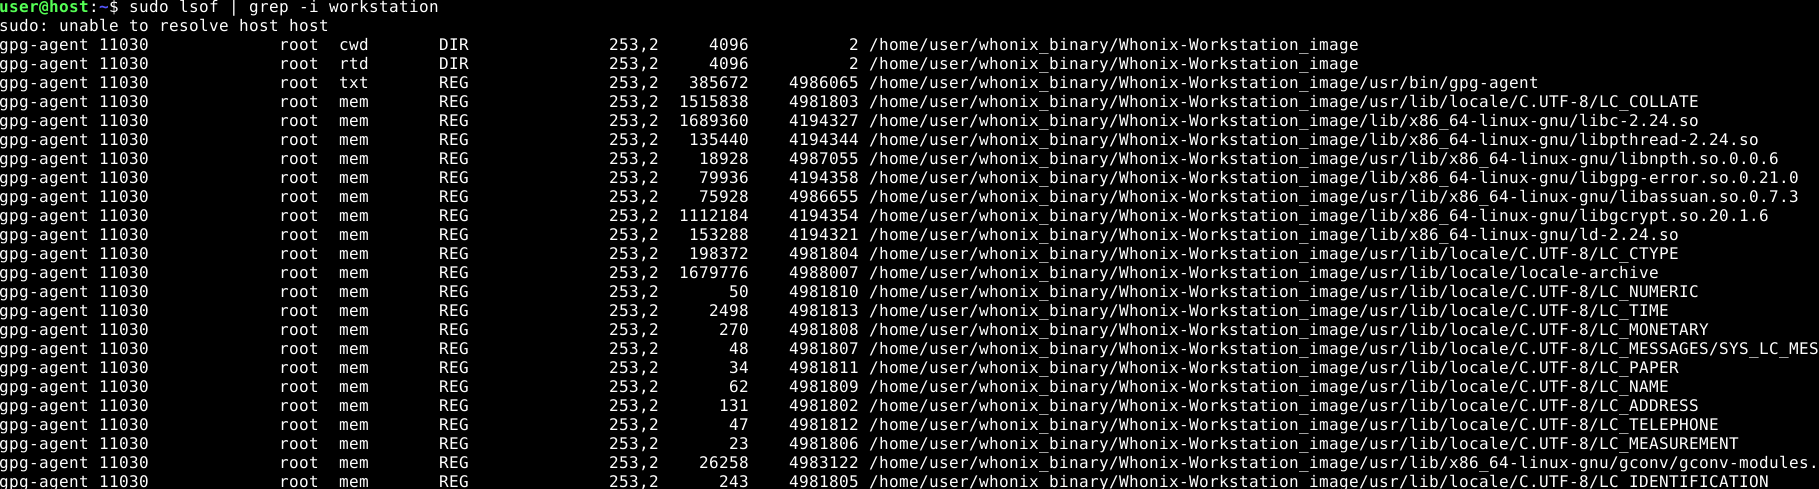 user@host:~$ sudo lsof | grep -i workstation
sudo: unable to resolve host host
gpg-agent 11030 root cwd DIR 253,2 4096 2 /home/user/whonix_binary/Whonix-Workstation_image
gpg-agent 11030 root rtd DIR 253,2 4096 2 /home/user/whonix_binary/Whonix-Workstation_image
gpg-agent 11030 root txt REG 253,2 385672 4986065 /home/user/whonix_binary/Whonix-Workstation_image/usr/bin/gpg-agent
gpg-agent 11030 root mem REG 253,2 1515838 4981803 /home/user/whonix_binary/Whonix-Workstation_image/usr/lib/locale/C.UTF-8/LC_COLLATE
gpg-agent 11030 root mem REG 253,2 1689360 4194327 /home/user/whonix_binary/Whonix-Workstation_image/lib/x86_64-linux-gnu/libc-2.24.so
gpg-agent 11030 root mem REG 253,2 135440 4194344 /home/user/whonix_binary/Whonix-Workstation_image/lib/x86_64-linux-gnu/libpthread-2.24.so
gpg-agent 11030 root mem REG 253,2 18928 4987055 /home/user/whonix_binary/Whonix-Workstation_image/usr/lib/x86_64-linux-gnu/libnpth.so.0.0.6
gpg-agent 11030 root mem REG 253,2 79936 4194358 /home/user/whonix_binary/Whonix-Workstation_image/lib/x86_64-linux-gnu/libgpg-error.so.0.21.0
gpg-agent 11030 root mem REG 253,2 75928 4986655 /home/user/whonix_binary/Whonix-Workstation_image/usr/lib/x86_64-linux-gnu/libassuan.so.0.7.3
gpg-agent 11030 root mem REG 253,2 1112184 4194354 /home/user/whonix_binary/Whonix-Workstation_image/lib/x86_64-linux-gnu/libgcrypt.so.20.1.6
gpg-agent 11030 root mem REG 253,2 153288 4194321 /home/user/whonix_binary/Whonix-Workstation_image/lib/x86_64-linux-gnu/ld-2.24.so
gpg-agent 11030 root mem REG 253,2 198372 4981804 /home/user/whonix_binary/Whonix-Workstation_image/usr/lib/locale/C.UTF-8/LC_CTYPE
gpg-agent 11030 root mem REG 253,2 1679776 4988007 /home/user/whonix_binary/Whonix-Workstation_image/usr/lib/locale/locale-archive
gpg-agent 11030 root mem REG 253,2 50 4981810 /home/user/whonix_binary/Whonix-Workstation_image/usr/lib/locale/C.UTF-8/LC_NUMERIC
gpg-agent 11030 root mem REG 253,2 2498 4981813 /home/user/whonix_binary/Whonix-Workstation_image/usr/lib/locale/C.UTF-8/LC_TIME
gpg-agent 11030 root mem REG 253,2 270 4981808 /home/user/whonix_binary/Whonix-Workstation_image/usr/lib/locale/C.UTF-8/LC_MONETARY
gpg-agent 11030 root mem REG 253,2 48 4981807 /home/user/whonix_binary/Whonix-Workstation_image/usr/lib/locale/C.UTF-8/LC_MESSAGES/SYS_LC_MES
gpg-agent 11030 root mem REG 253,2 34 4981811 /home/user/whonix_binary/Whonix-Workstation_image/usr/lib/locale/C.UTF-8/LC_PAPER
gpg-agent 11030 root mem REG 253,2 62 4981809 /home/user/whonix_binary/Whonix-Workstation_image/usr/lib/locale/C.UTF-8/LC_NAME
gpg-agent 11030 root mem REG 253,2 131 4981802 /home/user/whonix_binary/Whonix-Workstation_image/usr/lib/locale/C.UTF-8/LC_ADDRESS
gpg-agent 11030 root mem REG 253,2 47 4981812 /home/user/whonix_binary/Whonix-Workstation_image/usr/lib/locale/C.UTF-8/LC_TELEPHONE
gpg-agent 11030 root mem REG 253,2 23 4981806 /home/user/whonix_binary/Whonix-Workstation_image/usr/lib/locale/C.UTF-8/LC_MEASUREMENT
gpg-agent 11030 root mem REG 253,2 26258 4983122 /home/user/whonix_binary/Whonix-Workstation_image/usr/lib/x86_64-linux-gnu/gconv/gconv-modules.
gpg-agent 11030 root mem REG 253,2 243 4981805 /home/user/whonix_binary/Whonix-Workstation_image/usr/lib/locale/C.UTF-8/LC_IDENTIFICATION